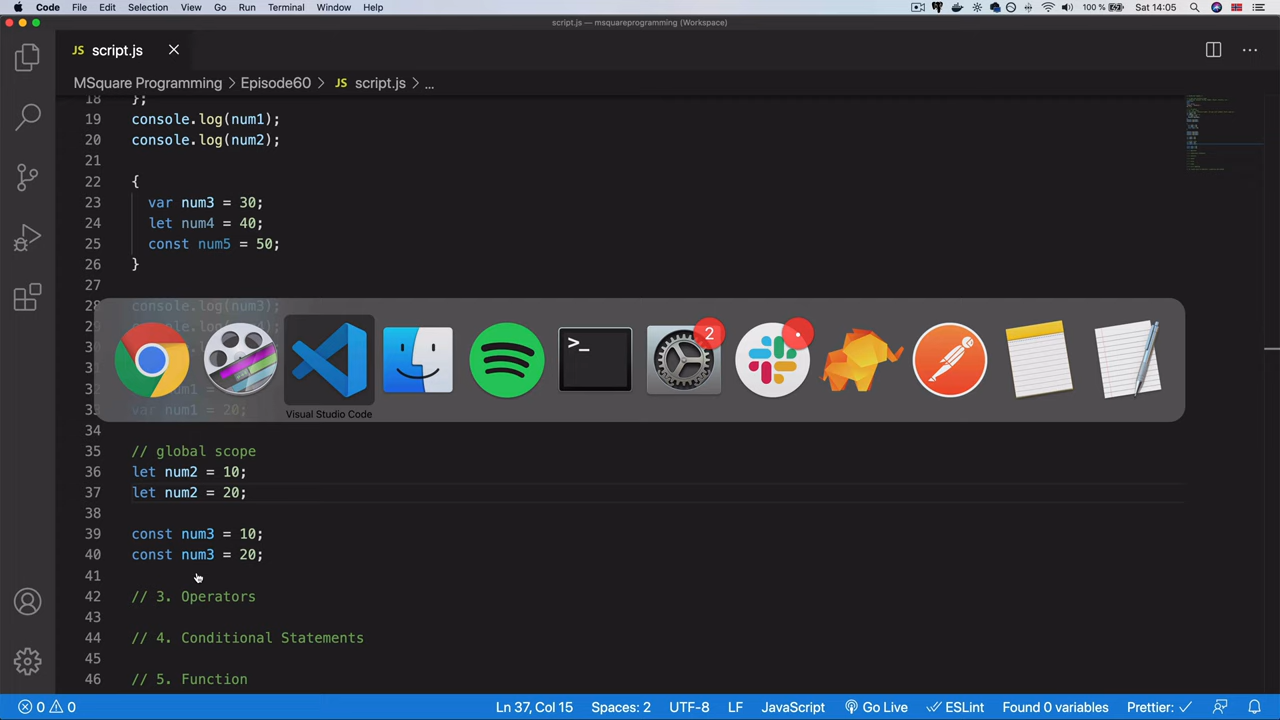 Code File Edit Selection View Go Run Terminal Window Help 100 % Sat 14:05
script.js — msquareprogramming (Workspace)
JS script.js
MSquare Programming > Episode60 > JS script.js > ...
18 };
19 console.log(num1);
20 console.log(num2);
21
22 {
23 var num3 = 30;
24 let num4 = 40;
25 const num5 = 50;
26 }
27
28 console.log(num3);
2
3
3
3
33 var num1 = 20;
Visual Studio Code
34
35 // global scope
36 let num2 = 10;
37 let num2 = 20;
38
39 const num3 = 10;
40 const num3 = 20;
41
42 // 3. Operators
43
44 // 4. Conditional Statements
45
46 // 5. Function
0 0 Ln 37, Col 15 Spaces: 2 UTF-8 LF JavaScript Go Live ESLint Found 0 variables Prettier: ✓